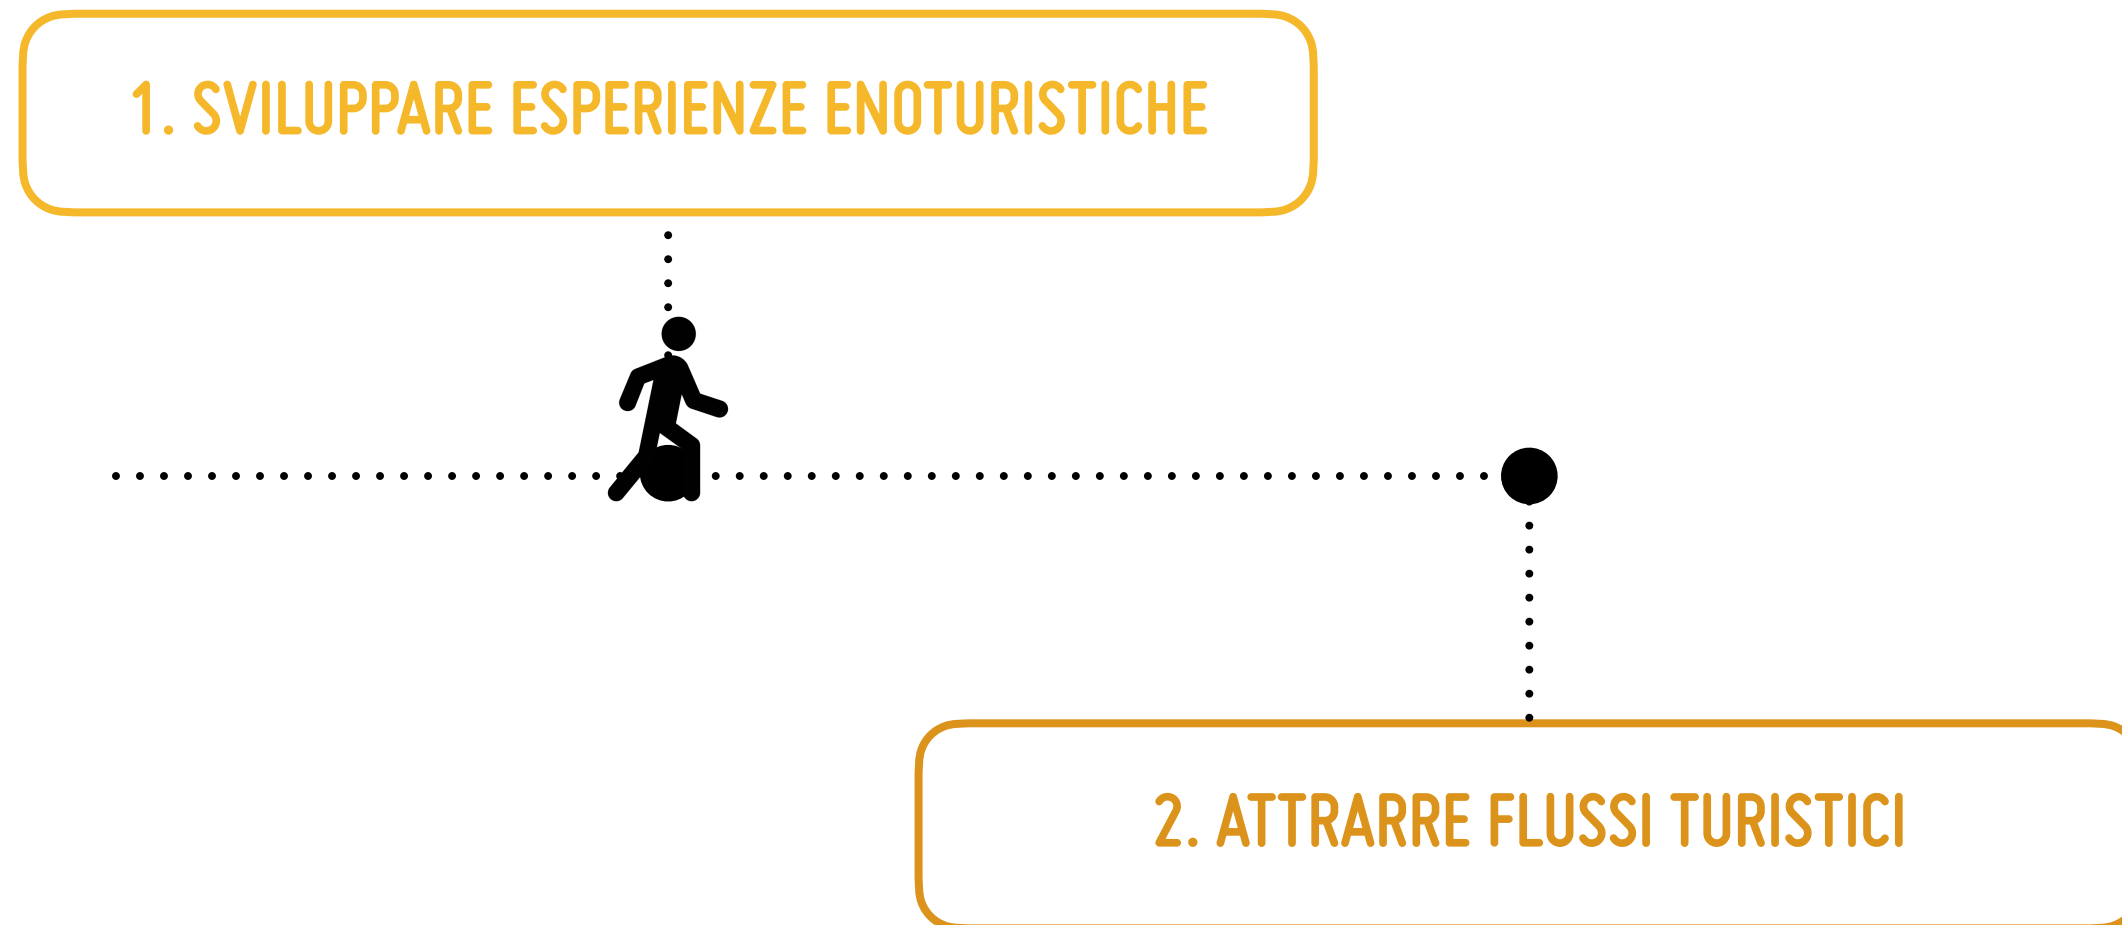 1. SVILUPPARE ESPERIENZE ENOTURISTICHE
2. ATTRARRE FLUSSI TURISTICI